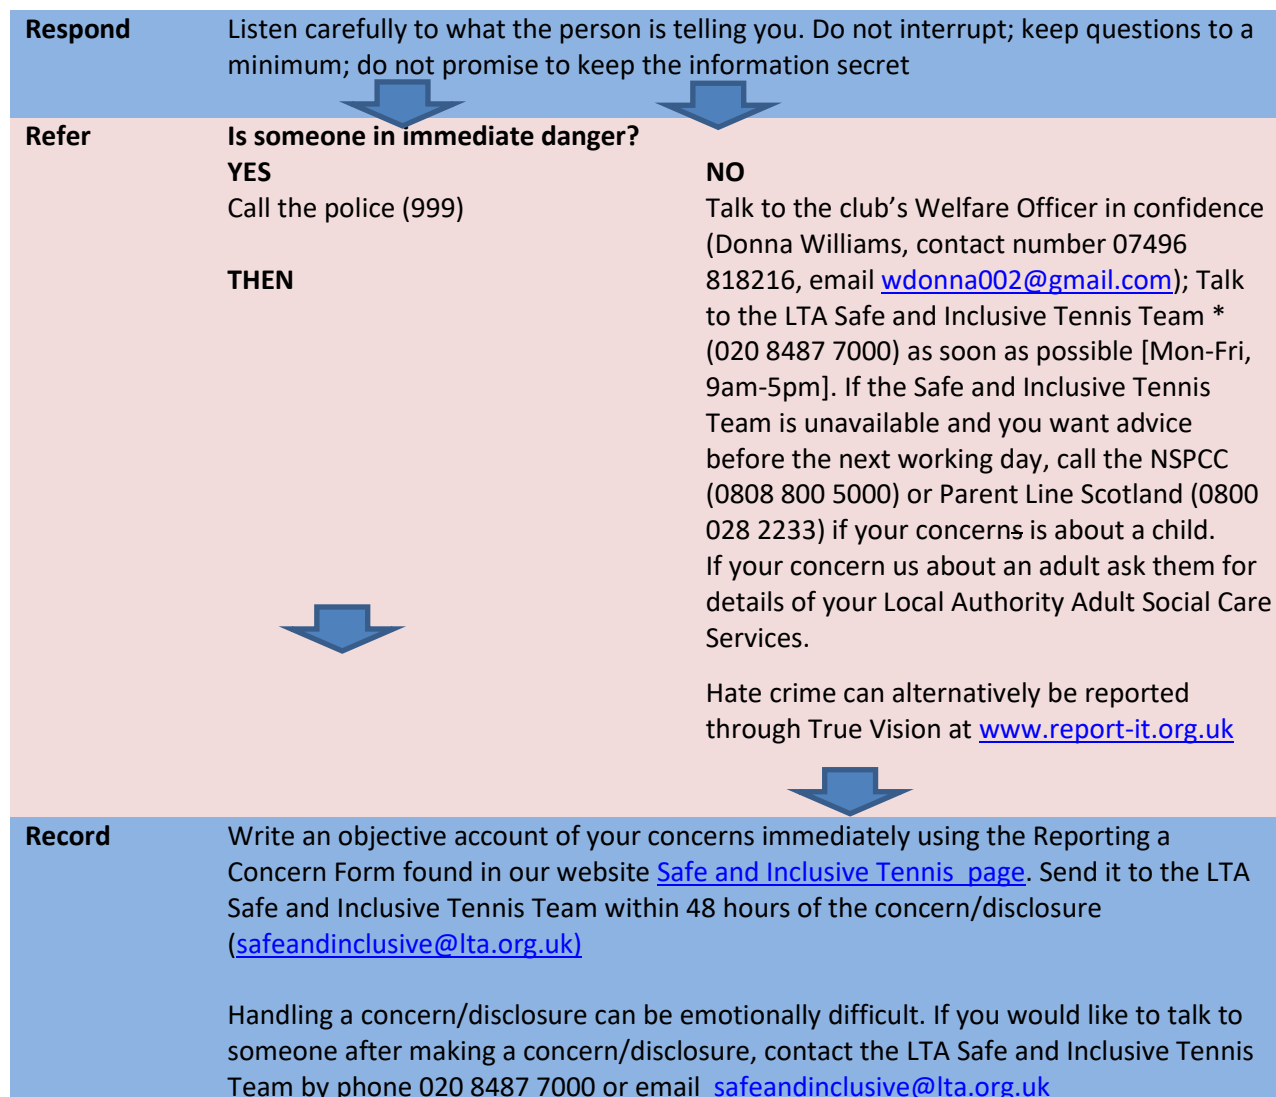 Respond
Listen carefully to what the person is telling you. Do not interrupt; keep questions to a
minimum; do not promise to keep the information secret
Refer
Is someone in immediate danger?
YES
Call the police (999)
THEN
NO
Talk to the club’s Welfare Officer in confidence
(Donna Williams, contact number 07496
818216, email wdonna002@gmail.com); Talk
to the LTA Safe and Inclusive Tennis Team *
(020 8487 7000) as soon as possible [Mon-Fri,
9am-5pm]. If the Safe and Inclusive Tennis
Team is unavailable and you want advice
before the next working day, call the NSPCC
(0808 800 5000) or Parent Line Scotland (0800
028 2233) if your concerns is about a child.
If your concern us about an adult ask them for
details of your Local Authority Adult Social Care
Services.
Hate crime can alternatively be reported
through True Vision at www.report-it.org.uk
Record
Write an objective account of your concerns immediately using the Reporting a
Concern Form found in our website Safe and Inclusive Tennis  page. Send it to the LTA
Safe and Inclusive Tennis Team within 48 hours of the concern/disclosure
(safeandinclusive@lta.org.uk)
Handling a concern/disclosure can be emotionally difficult. If you would like to talk to
someone after making a concern/disclosure, contact the LTA Safe and Inclusive Tennis
Team by phone 020 8487 7000 or email  safeandinclusive@lta.org.uk